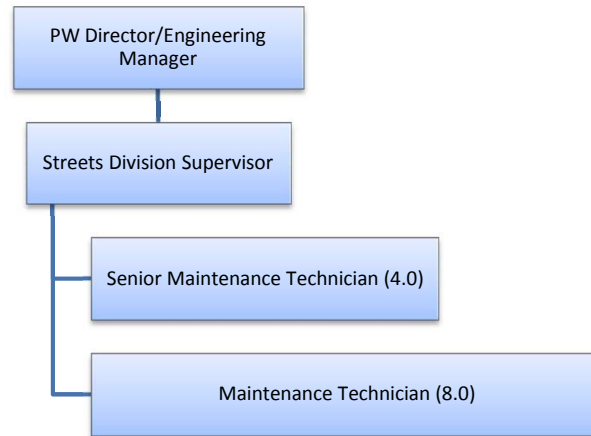 PW Director/Engineering
Manager
Streets Division Supervisor
Senior Maintenance Technician (4.0)
Maintenance Technician (8.0)